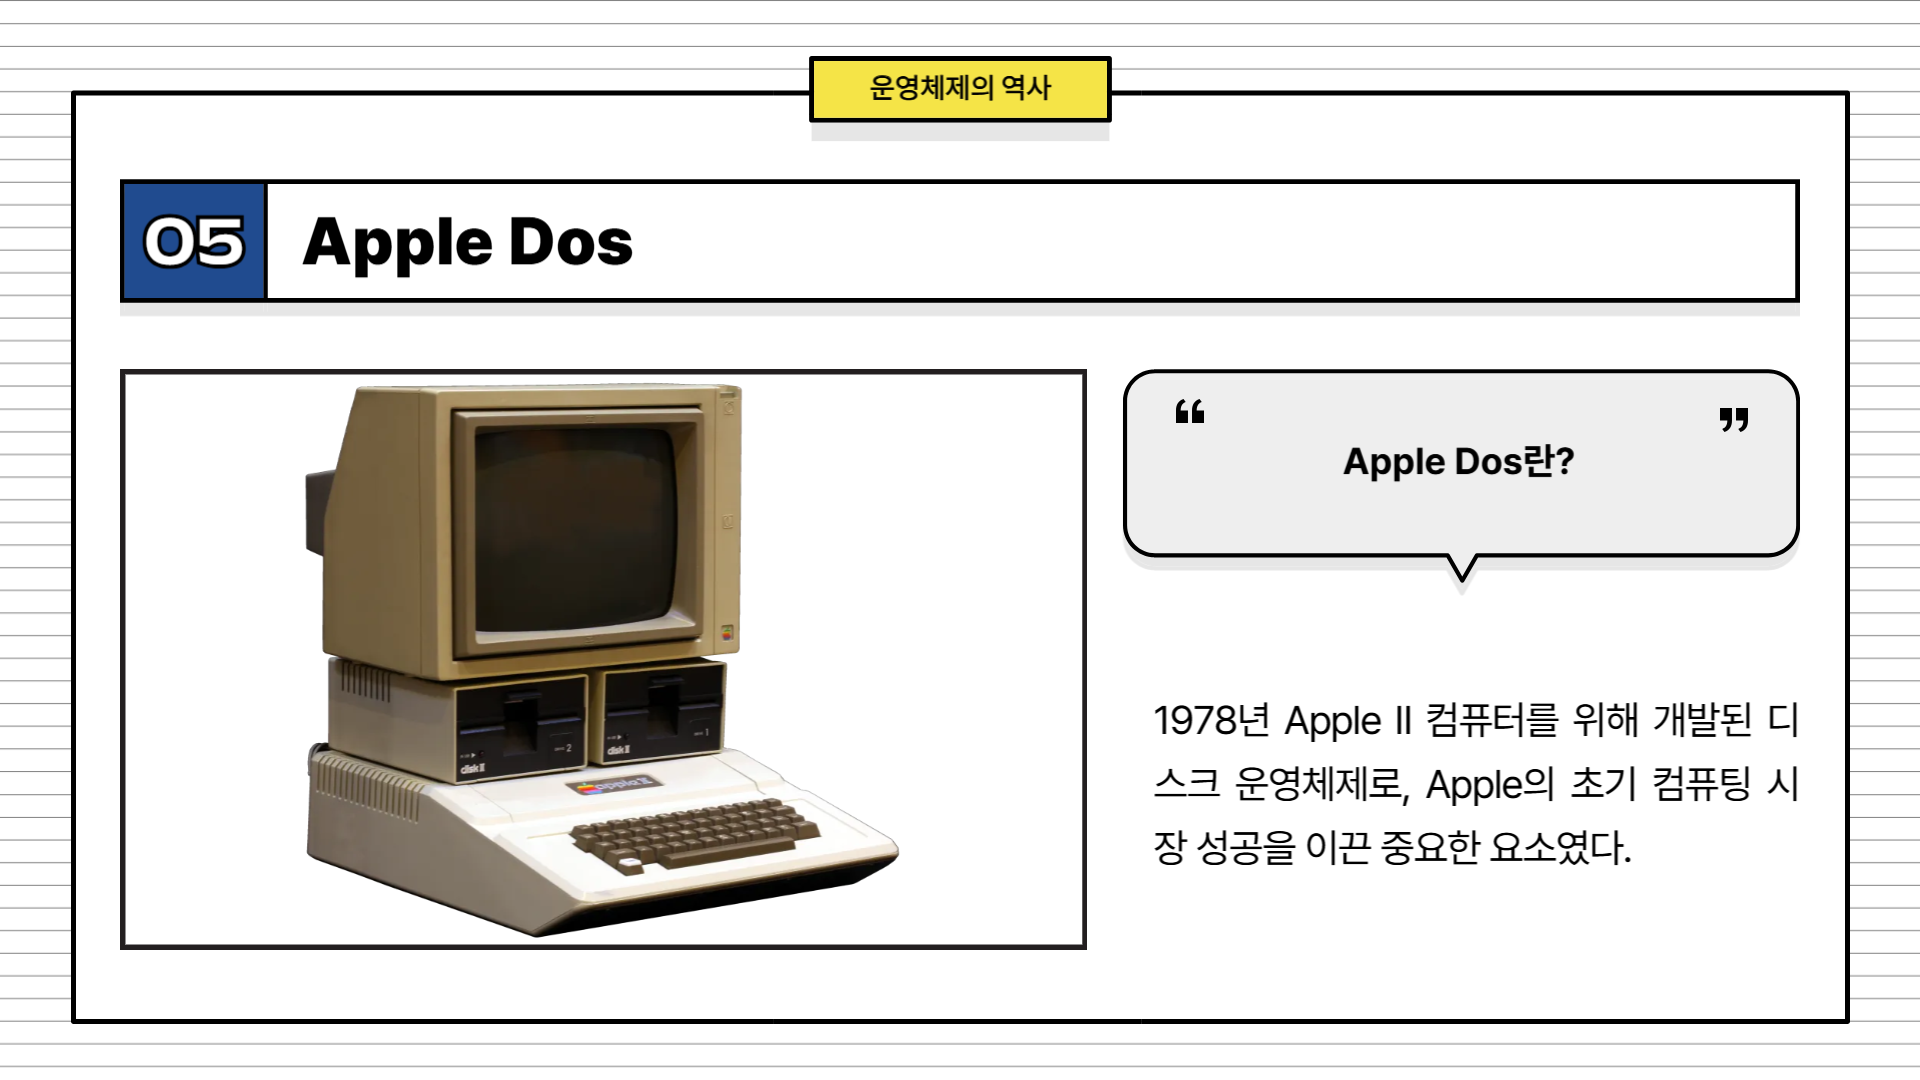 운영체제의 역사
05 Apple Dos
“ ”
Apple Dos란?
1978년 Apple II 컴퓨터를 위해 개발된 디
스크 운영체제로, Apple의 초기 컴퓨팅 시
장 성공을 이끈 중요한 요소였다.
2
disk II
1
disk II
apple II